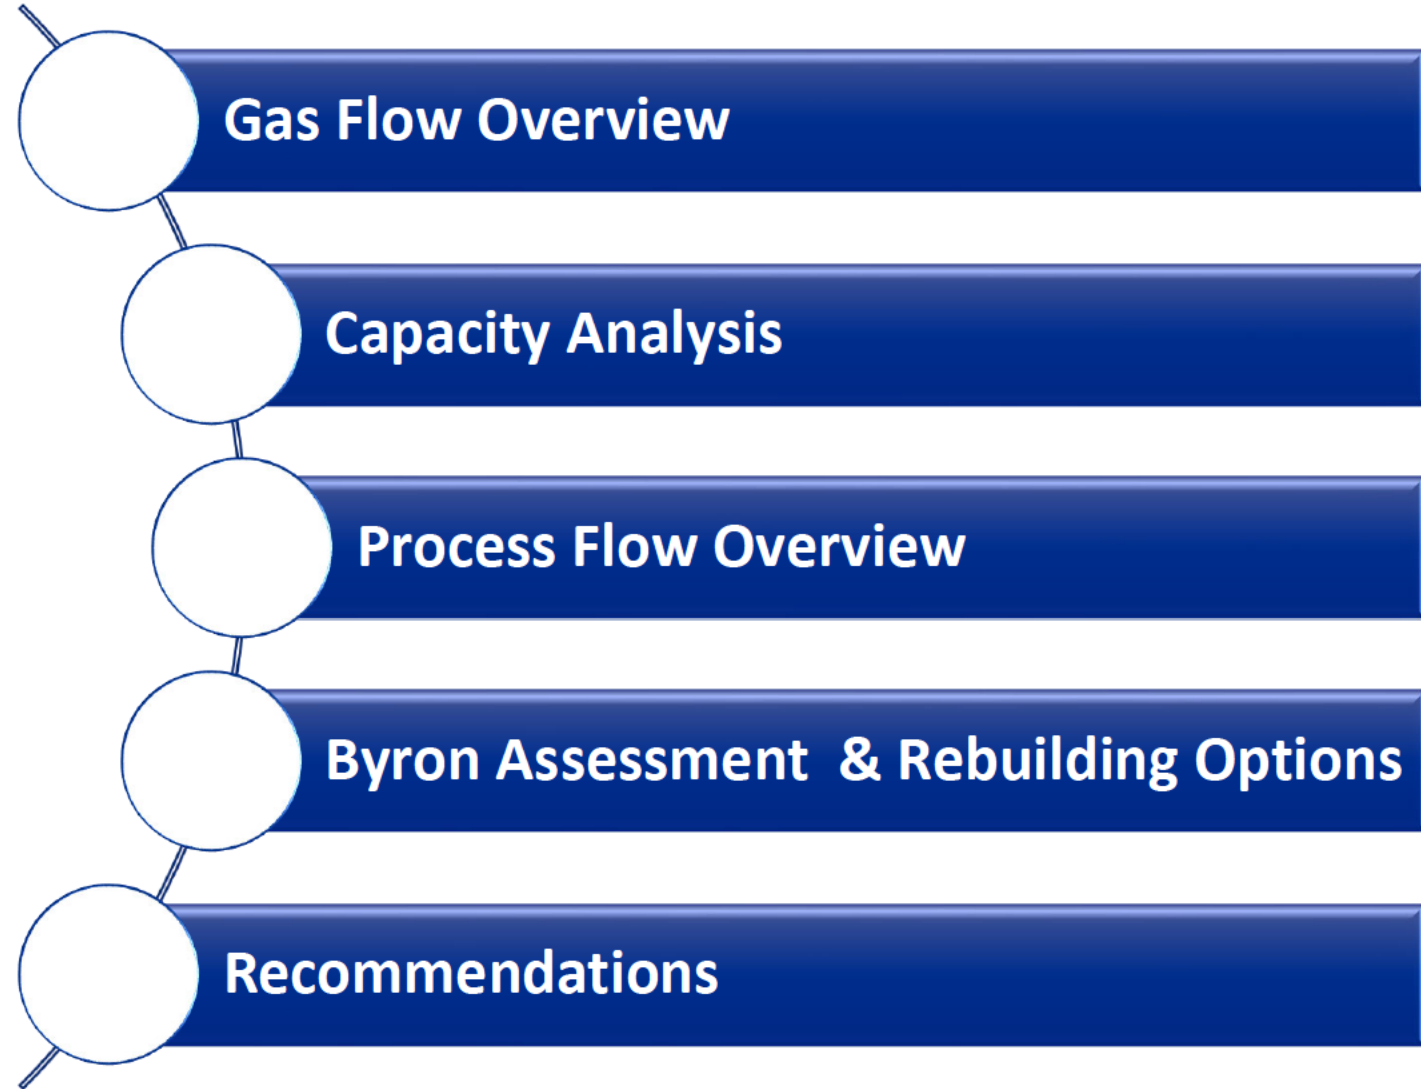 Gas Flow Overview
Capacity Analysis
Process Flow Overview
Byron Assessment  & Rebuilding Options
Recommendations